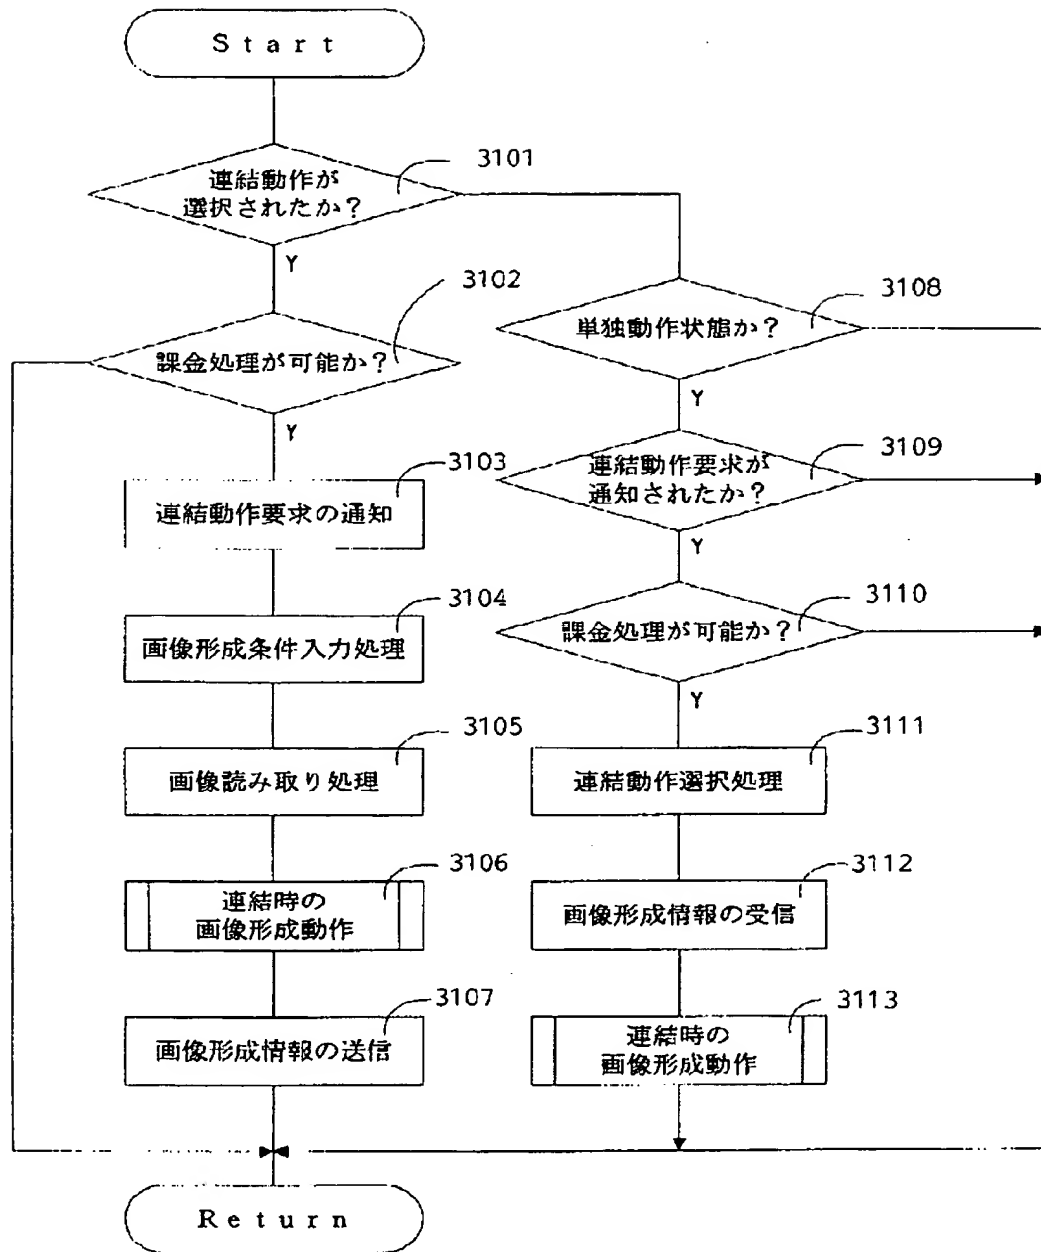 Start
3101
連結動作が
選択されたか?
Y
3102
課金処理が可能か?
Y
3103
連結動作要求の通知
3104
画像形成条件入力処理
3105
画像読み取り処理
3106
連結時の
画像形成動作
3107
画像形成情報の送信
3108
単独動作状態か?
Y
3109
連結動作要求が
通知されたか?
Y
3110
課金処理が可能か?
Y
3111
連結動作選択処理
3112
画像形成情報の受信
3113
連結時の
画像形成動作
Return